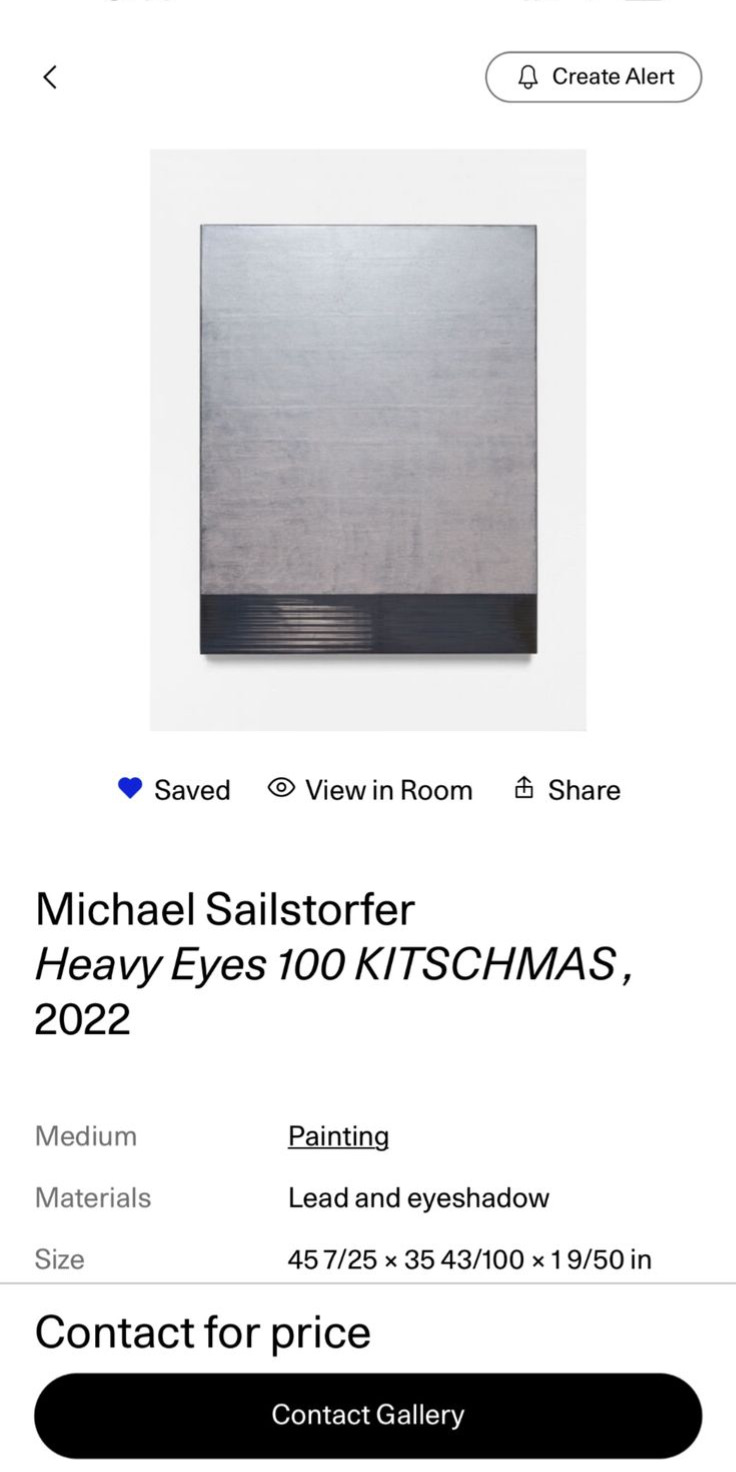 Create Alert
Saved View in Room Share
Michael Sailstorfer
Heavy Eyes 100 KITSCHMAS ,
2022
Medium Painting
Materials Lead and eyeshadow
Size 45 7/25 × 35 43/100 × 1 9/50 in
Contact for price
Contact Gallery